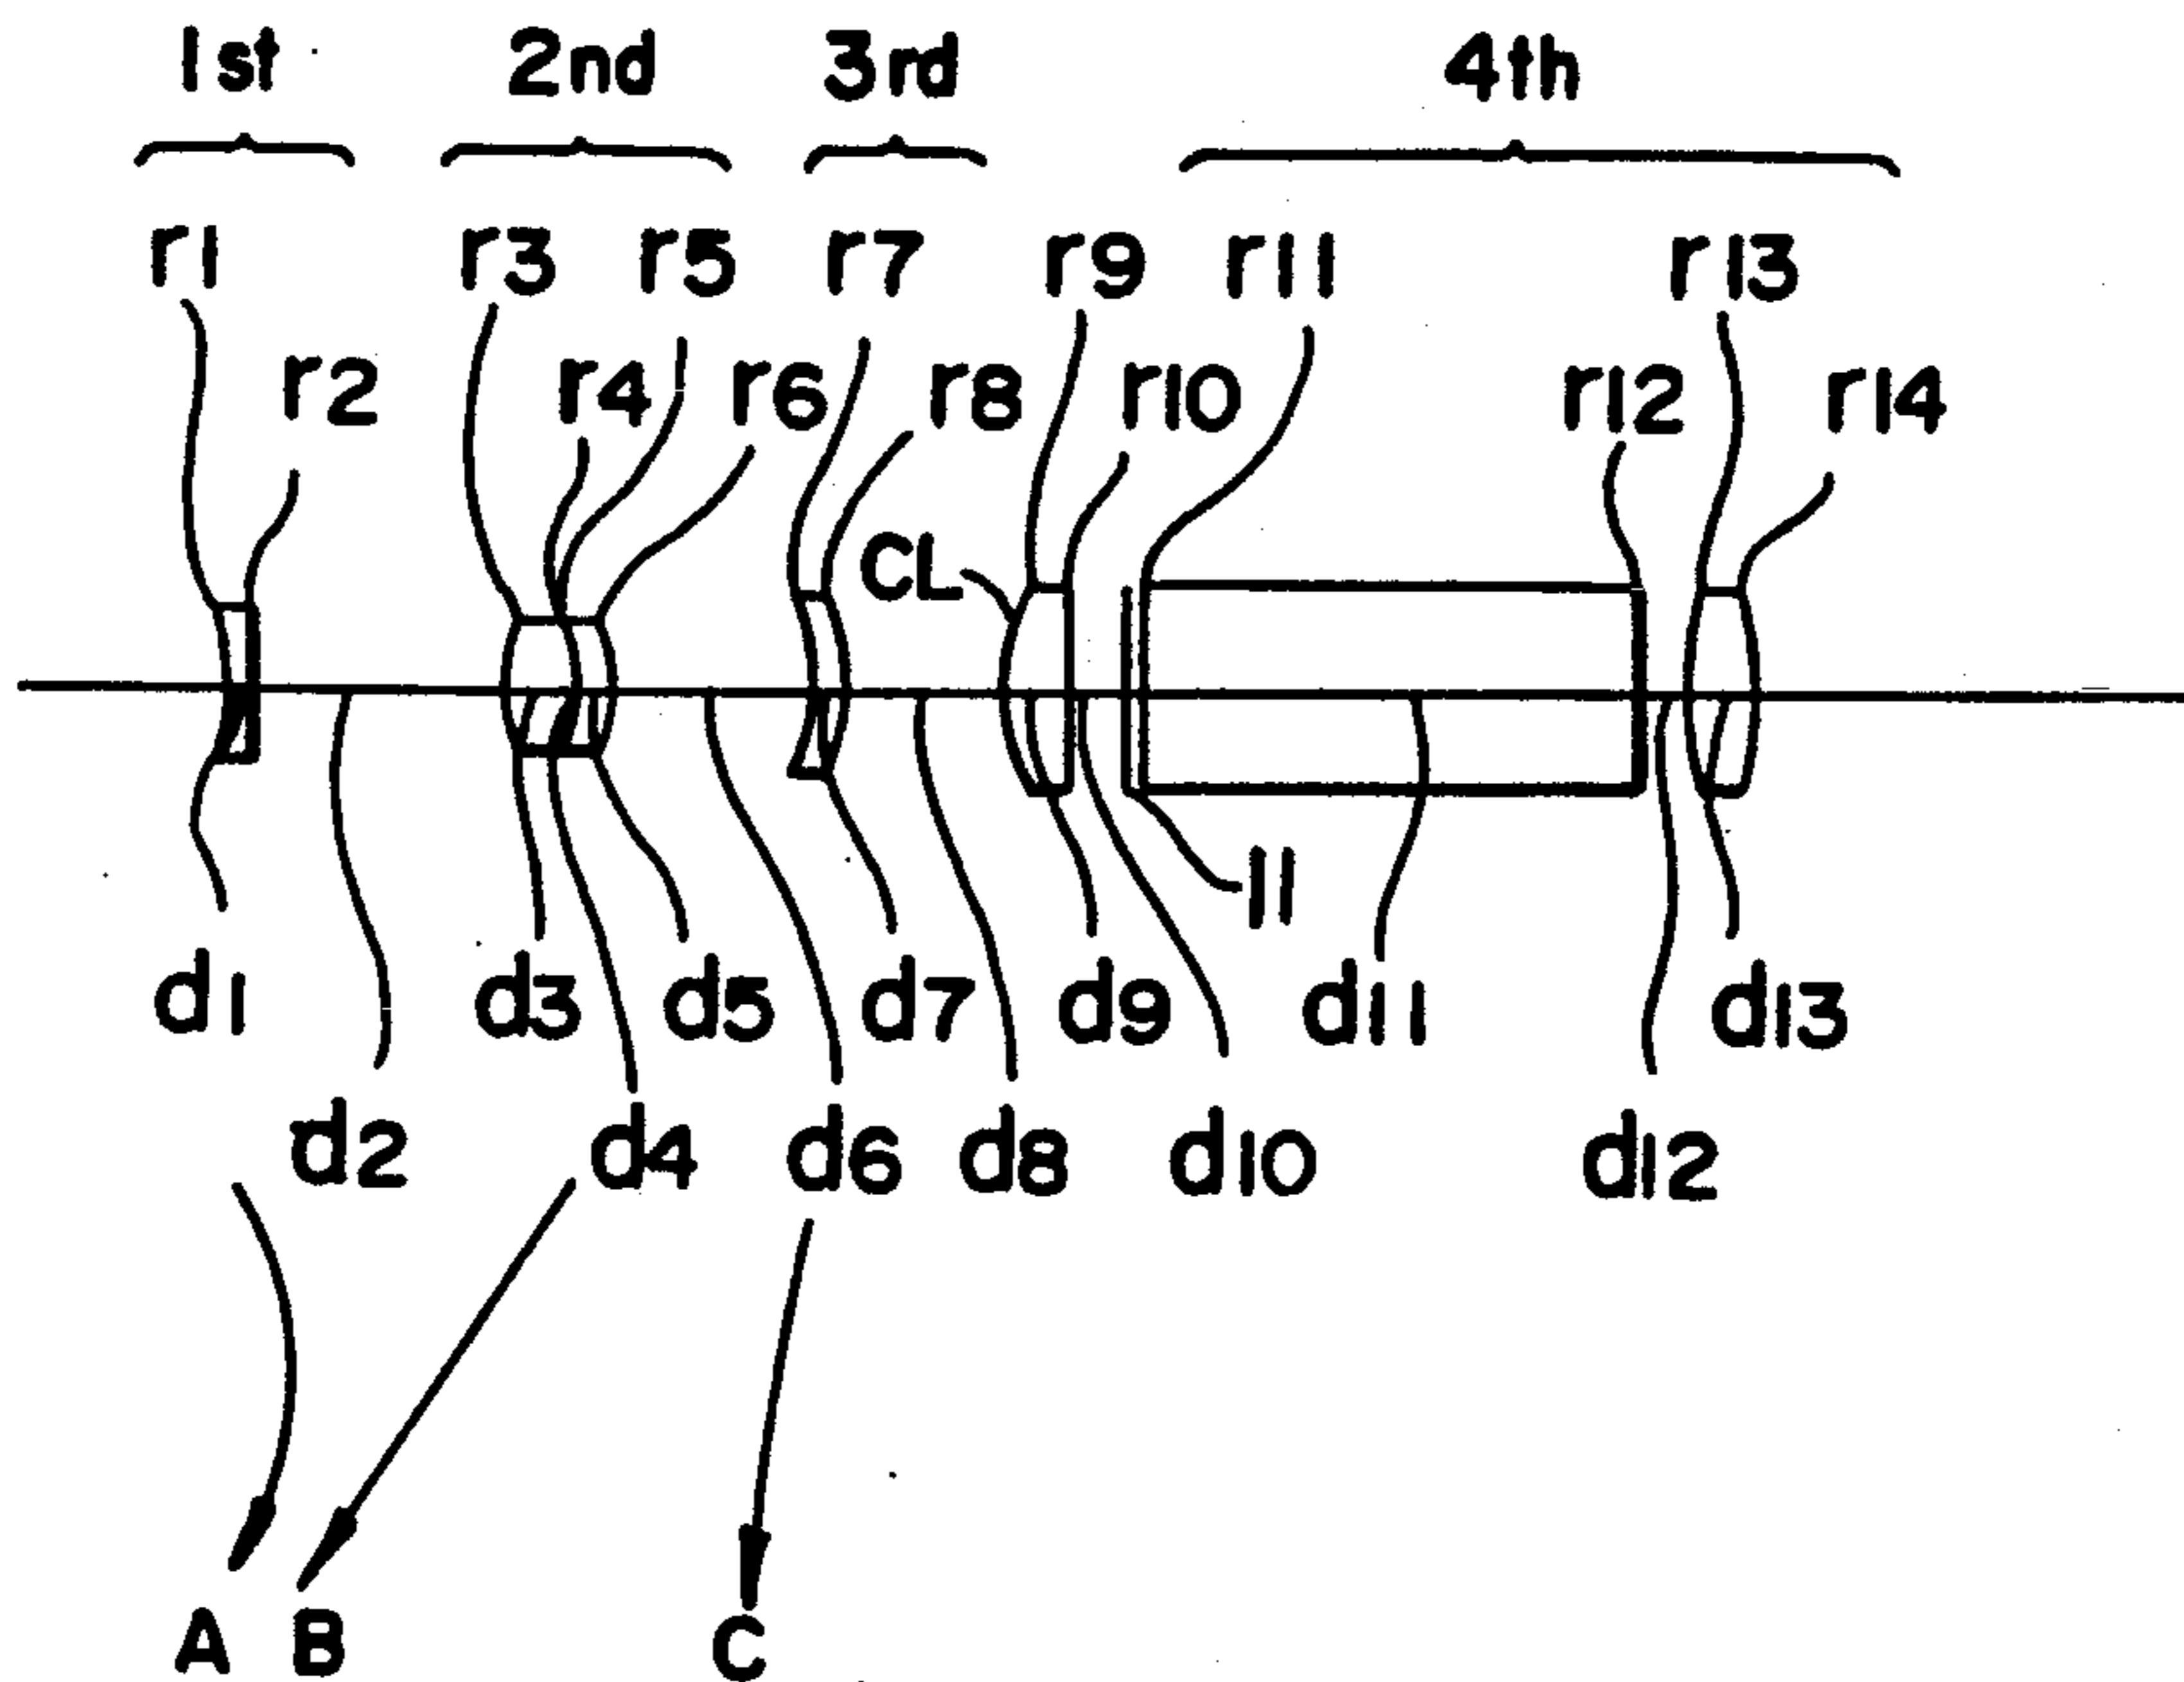 1st 2nd 3rd 4th
r1 r3 r5 r7 r9 r11 r13
r2 r4 r6 r8 r10 r12 r14
CL
11
d1 d3 d5 d7 d9 d11 d13
d2 d4 d6 d8 d10 d12
A B C